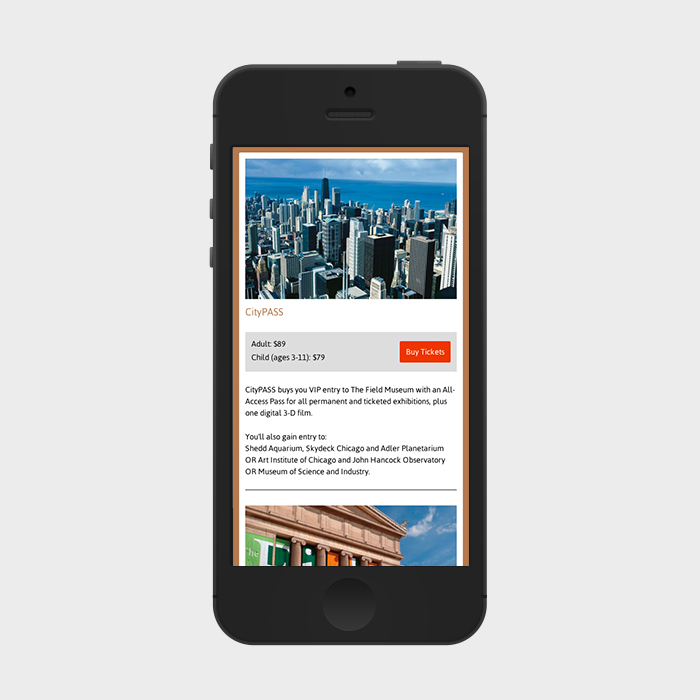 CityPASS
Adult: $89
Child (ages 3-11): $79
Buy Tickets
CityPASS buys you VIP entry to The Field Museum with an All-
Access Pass for all permanent and ticketed exhibitions, plus
one digital 3-D film.
You'll also gain entry to:
Shedd Aquarium, Skydeck Chicago and Adler Planetarium
OR Art Institute of Chicago and John Hancock Observatory
OR Museum of Science and Industry.
The